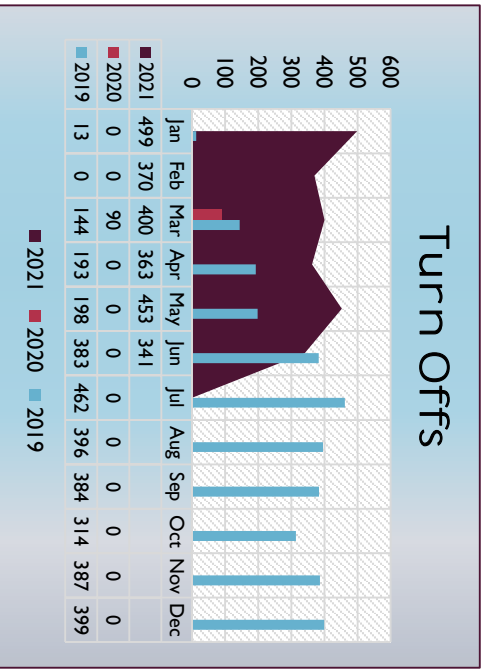 Turn Offs
600
500
400
300
200
100
0
Jan Feb Mar Apr May Jun Jul Aug Sep Oct Nov Dec
2021 499 370 400 363 453 341
2020 0 0 90 0 0 0 0 0 0 0 0 0
2019 13 0 144 193 198 383 462 396 384 314 387 399
2021 2020 2019